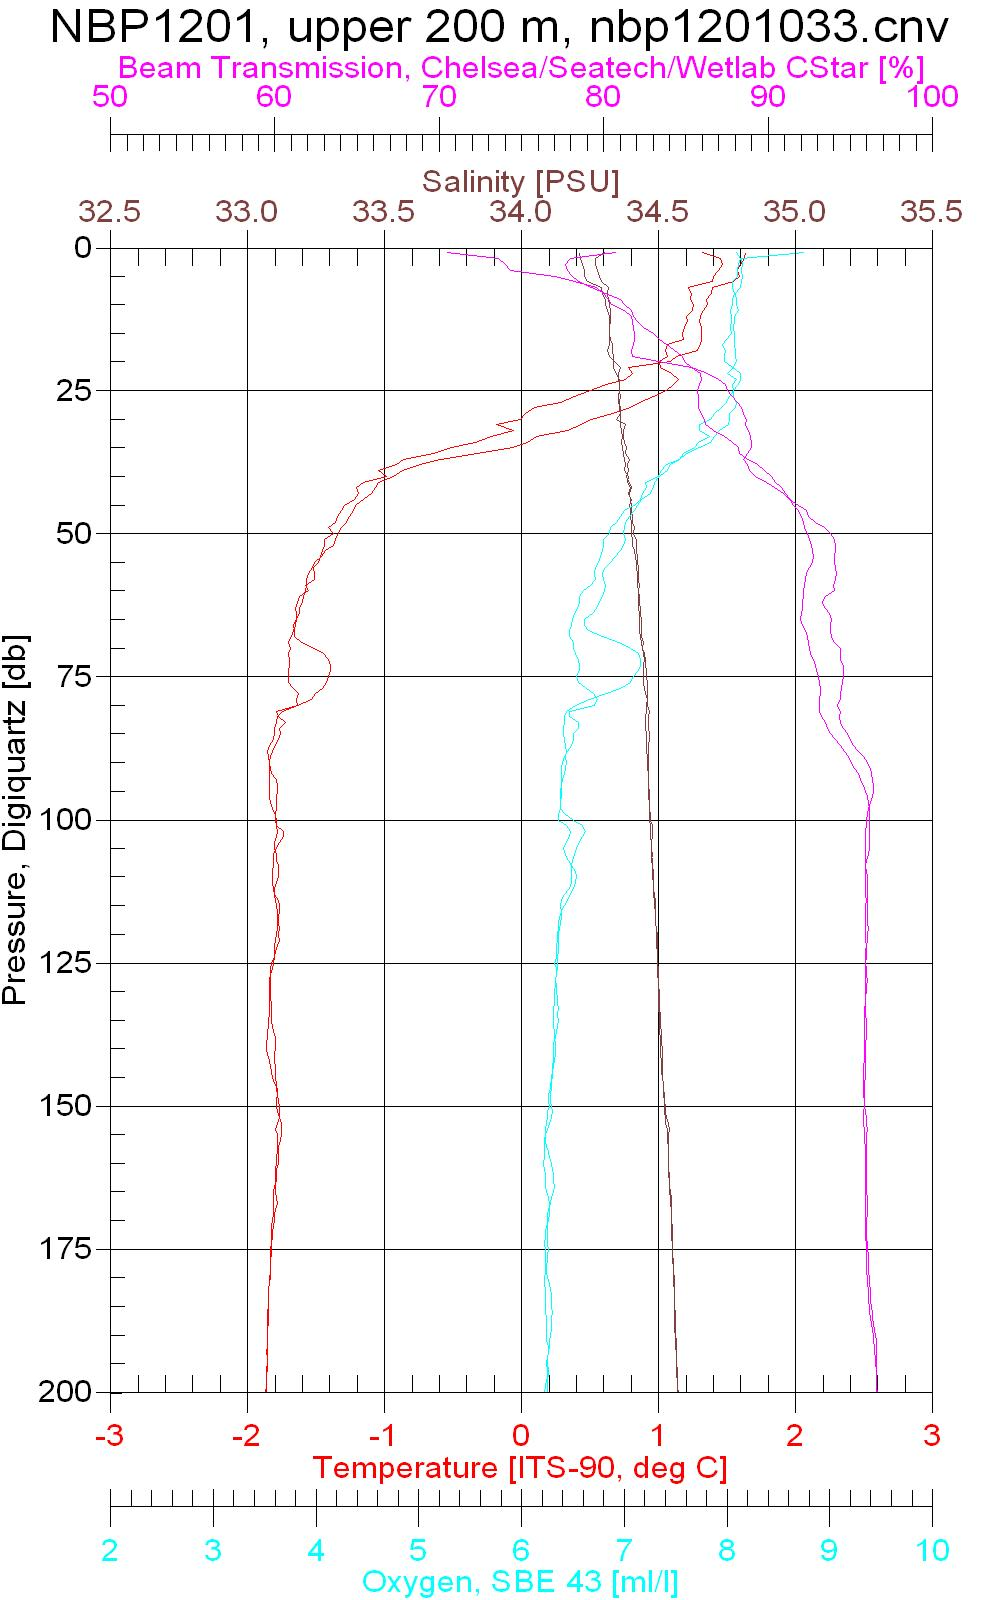 NBP1201, upper 200 m, nbp1201033.cnv
Beam Transmission, Chelsea/Seatech/Wetlab CStar [%]
50 60 70 80 90 100
Salinity [PSU]
32.5 33.0 33.5 34.0 34.5 35.0 35.5
0
25
50
75
100
125
150
175
200
Pressure, Digiquartz [db]
-3 -2 -1 0 1 2 3
Temperature [ITS-90, deg C]
2 3 4 5 6 7 8 9 10
Oxygen, SBE 43 [ml/l]